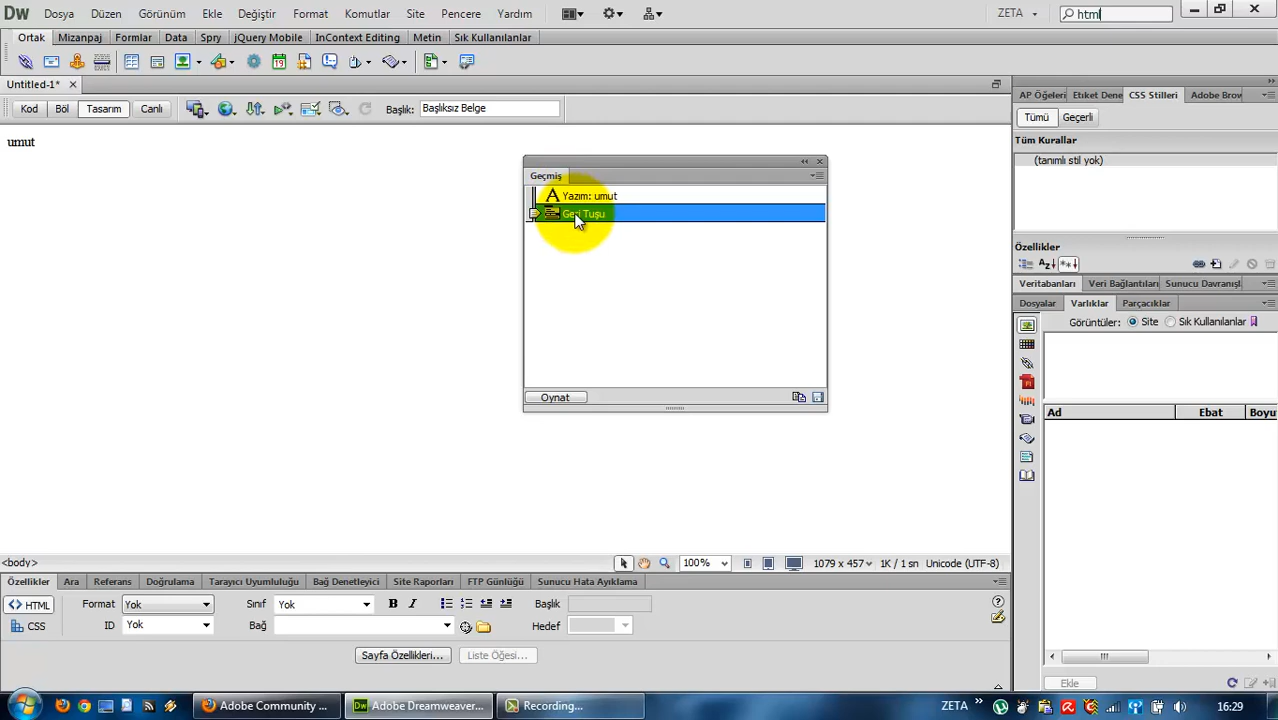 Dw Dosya Düzen Görünüm Ekle Değiştir Format Komutlar Site Pencere Yardım ZETA html
Ortak Mizanpaj Formlar Data Spry jQuery Mobile InContext Editing Metin Sık Kullanılanlar
Untitled-1*
Kod Böl Tasarım Canlı Başlık: Başlıksız Belge
umut
Geçmiş
Yazım: umut
Geri Tuşu
Oynat
AP Öğeleri Etiket Dene CSS Stilleri Adobe Brow
Tümü Geçerli
Tüm Kurallar
(tanımlı stil yok)
Özellikler
Veritabanları Veri Bağlantıları Sunucu Davranışl
Dosyalar Varlıklar Parçacıklar
Görüntüler: Site Sık Kullanılanlar
Ad Ebat Boyu
Ekle
<body> 100% 1079 x 457 1K / 1 sn Unicode (UTF-8)
Özellikler Ara Referans Doğrulama Tarayıcı Uyumluluğu Bağ Denetleyici Site Raporları FTP Günlüğü Sunucu Hata Ayıklama
<> HTML Format Yok Sınıf Yok B I Başlık
CSS ID Yok Bağ Hedef
Sayfa Özellikleri... Liste Öğesi...
Adobe Community ... Adobe Dreamweaver... Recording... ZETA 16:29